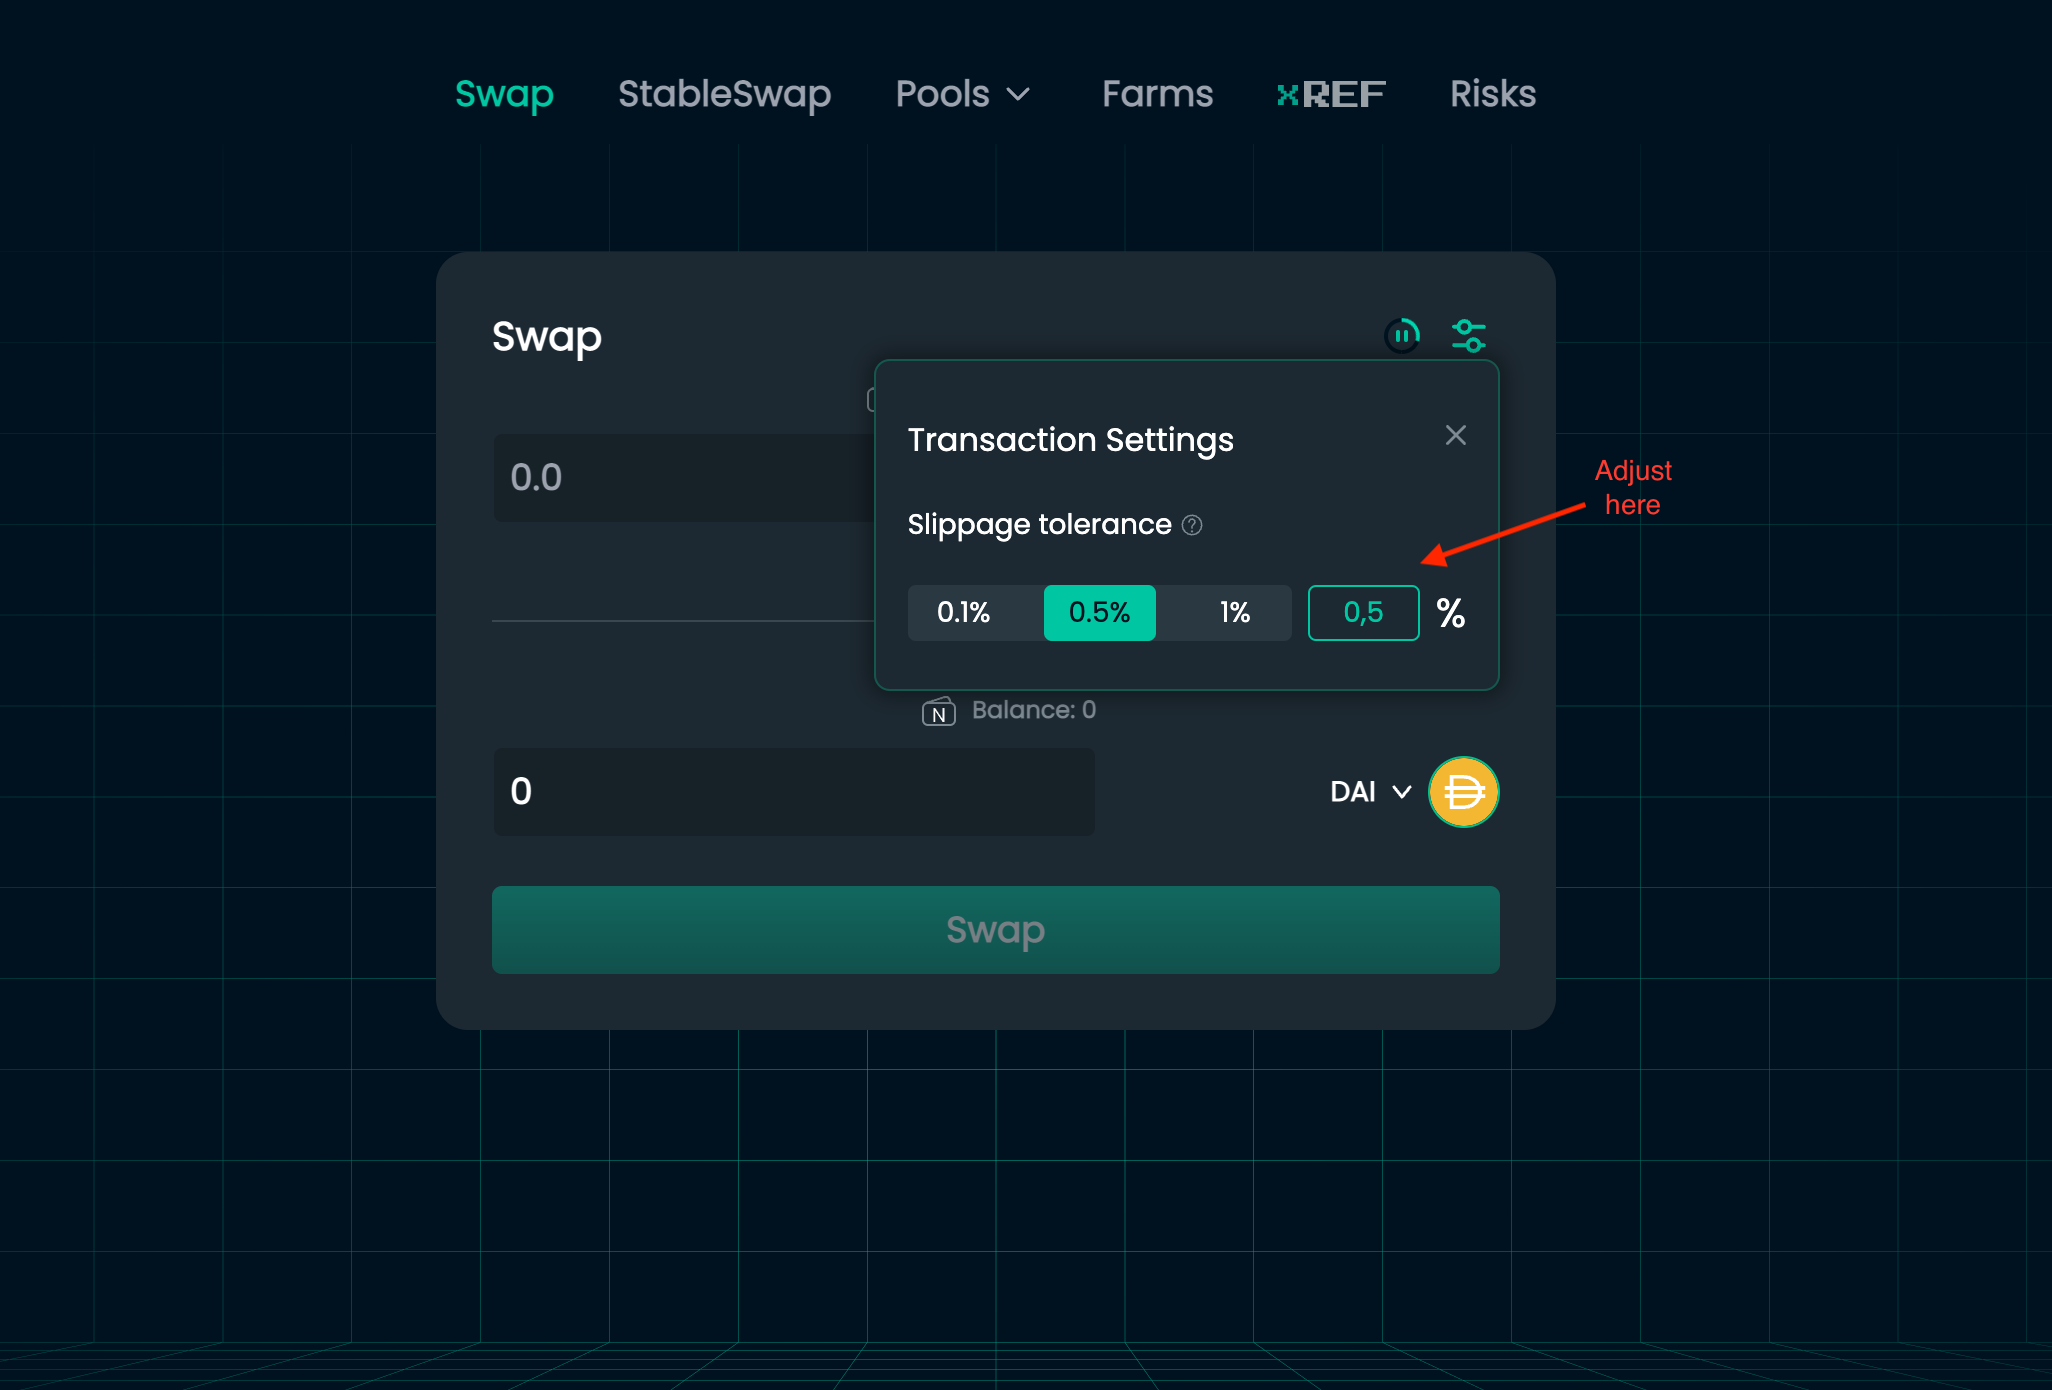 Swap StableSwap Pools Farms xREF Risks
Swap
Transaction Settings
Adjust
here
0.0
Slippage tolerance ?
0.1% 0.5% 1% 0,5 %
N Balance: 0
0 DAI
Swap